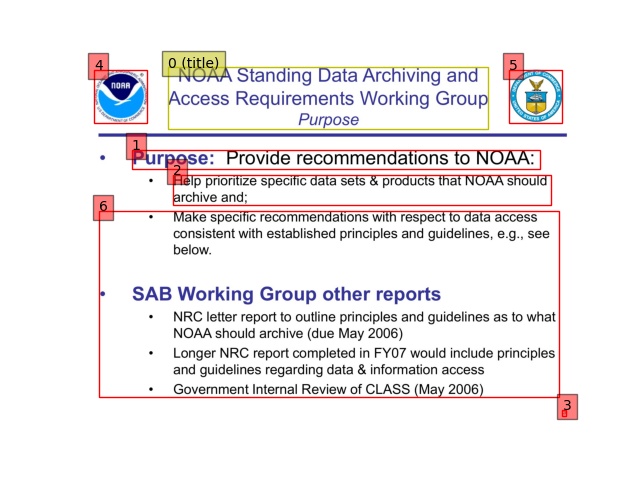 4
0 (title)
5
NOAA
NOAA Standing Data Archiving and
Access Requirements Working Group
Purpose
1
• Purpose: Provide recommendations to NOAA:
2
• Help prioritize specific data sets & products that NOAA should
archive and;
6
• Make specific recommendations with respect to data access
consistent with established principles and guidelines, e.g., see
below.
• SAB Working Group other reports
• NRC letter report to outline principles and guidelines as to what
NOAA should archive (due May 2006)
• Longer NRC report completed in FY07 would include principles
and guidelines regarding data & information access
• Government Internal Review of CLASS (May 2006)
3